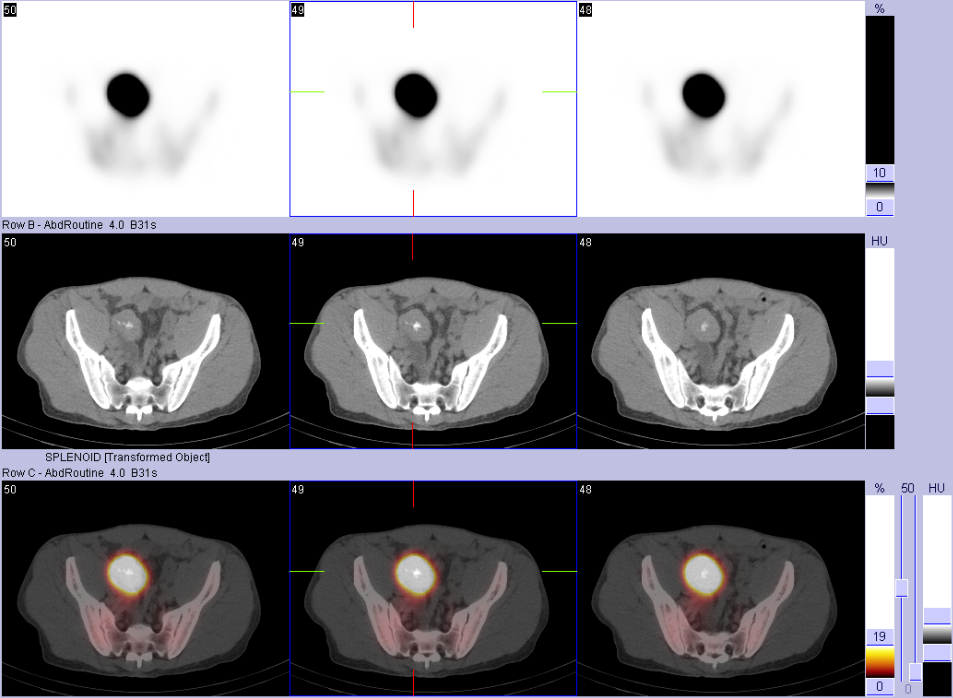 50 49 48 %
10
0
Row B - AbdRoutine 4.0 B31s
50 49 48 HU
SPLENOID [Transformed Object]
Row C - AbdRoutine 4.0 B31s
50 49 48 % 50 HU
19
0 0